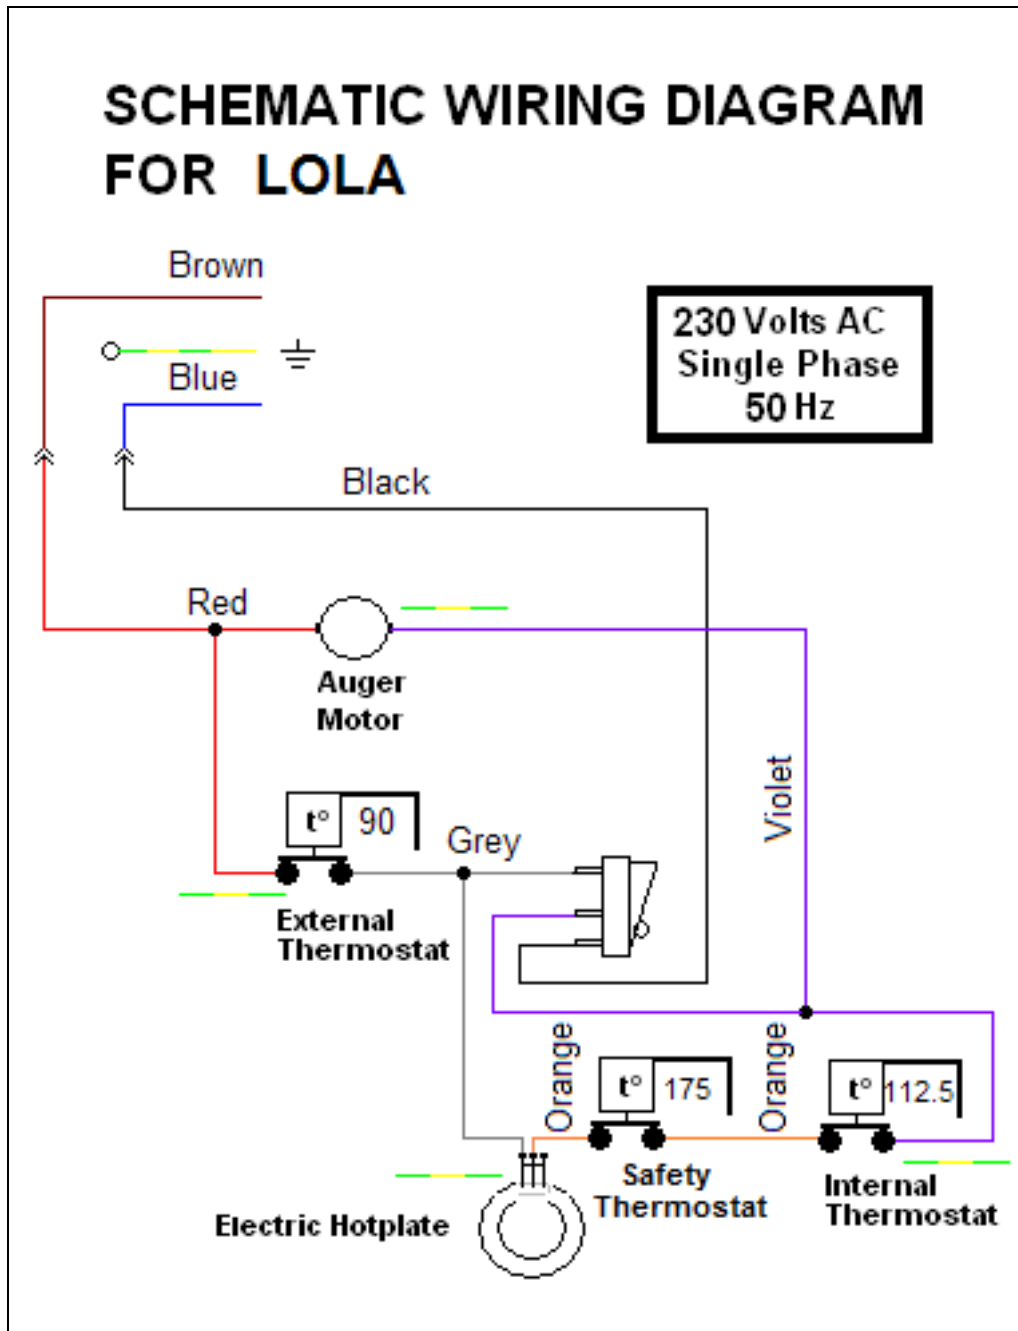 SCHEMATIC WIRING DIAGRAM
FOR LOLA
Brown
230 Volts AC
Single Phase
50 Hz
Blue
Black
Red
Auger
Motor
Violet
t° 90
Grey
External
Thermostat
Orange
t° 175
Orange
t° 112.5
Safety
Thermostat
Internal
Thermostat
Electric Hotplate